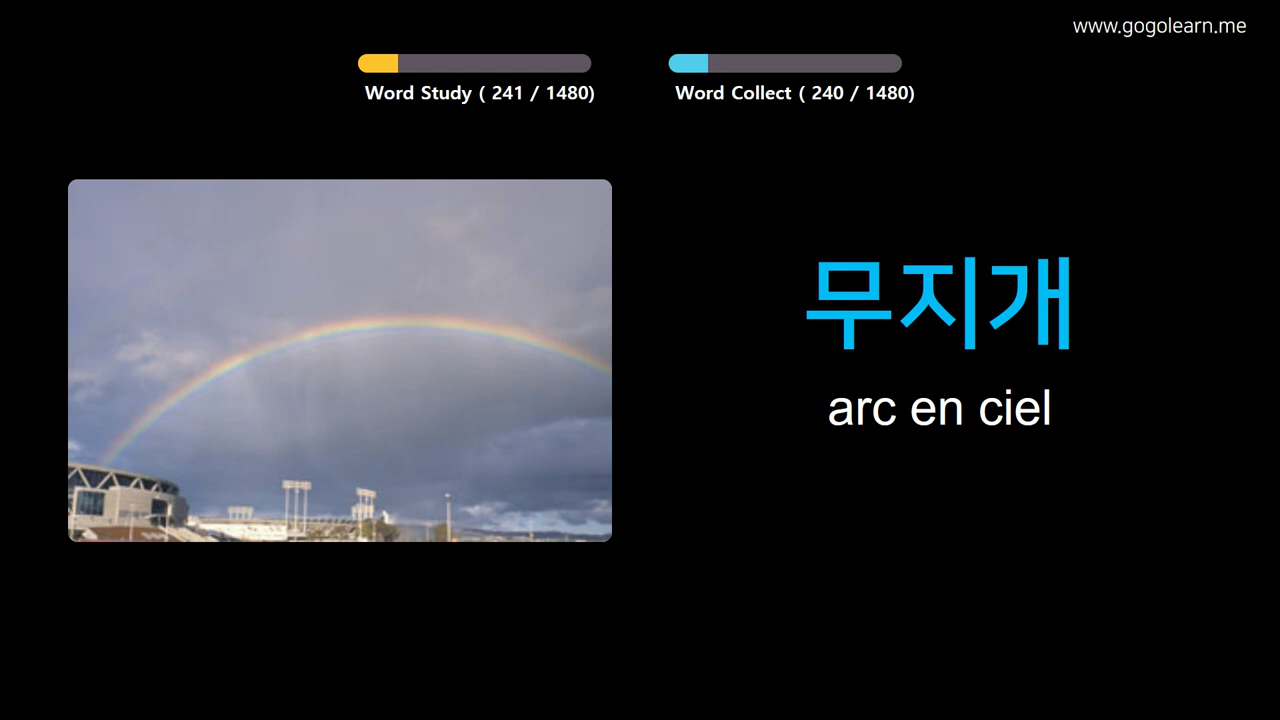 www.gogolearn.me
Word Study ( 241 / 1480)
Word Collect ( 240 / 1480)
무지개
arc en ciel